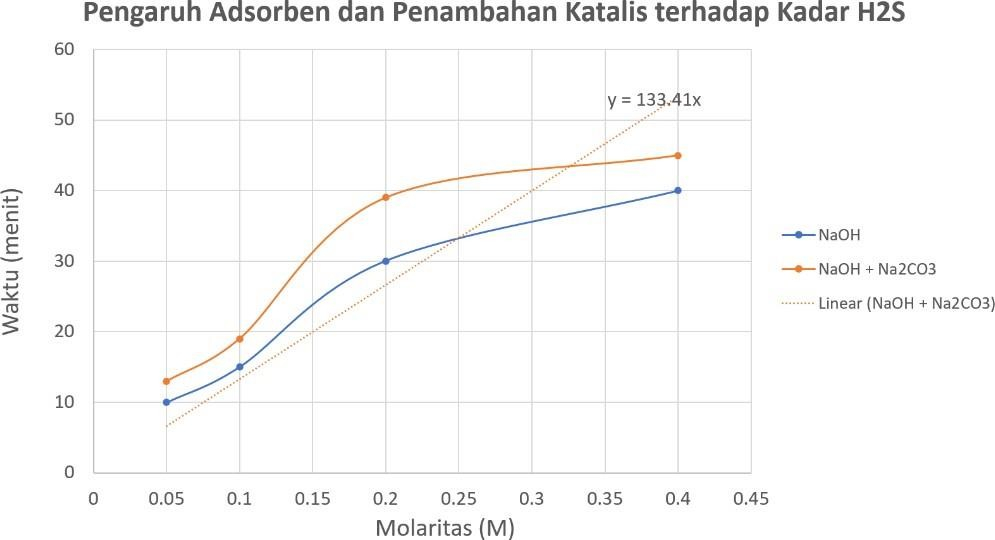 Pengaruh Adsorben dan Penambahan Katalis terhadap Kadar H2S
60
50
40
30
20
10
0
Waktu (menit)
y = 133.41x
0 0.05 0.1 0.15 0.2 0.25 0.3 0.35 0.4 0.45
Molaritas (M)
NaOH
NaOH + Na2CO3
Linear (NaOH + Na2CO3)